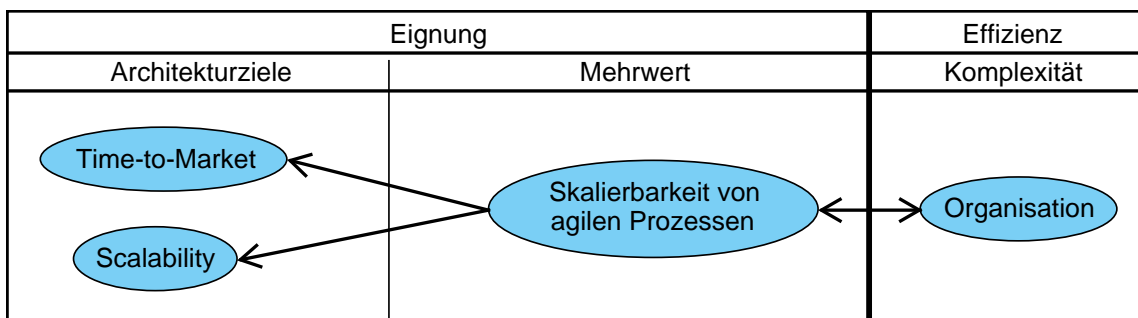 Eignung
Effizienz
Architekturziele
Mehrwert
Komplexität
Time-to-Market
Skalierbarkeit von
agilen Prozessen
Organisation
Scalability